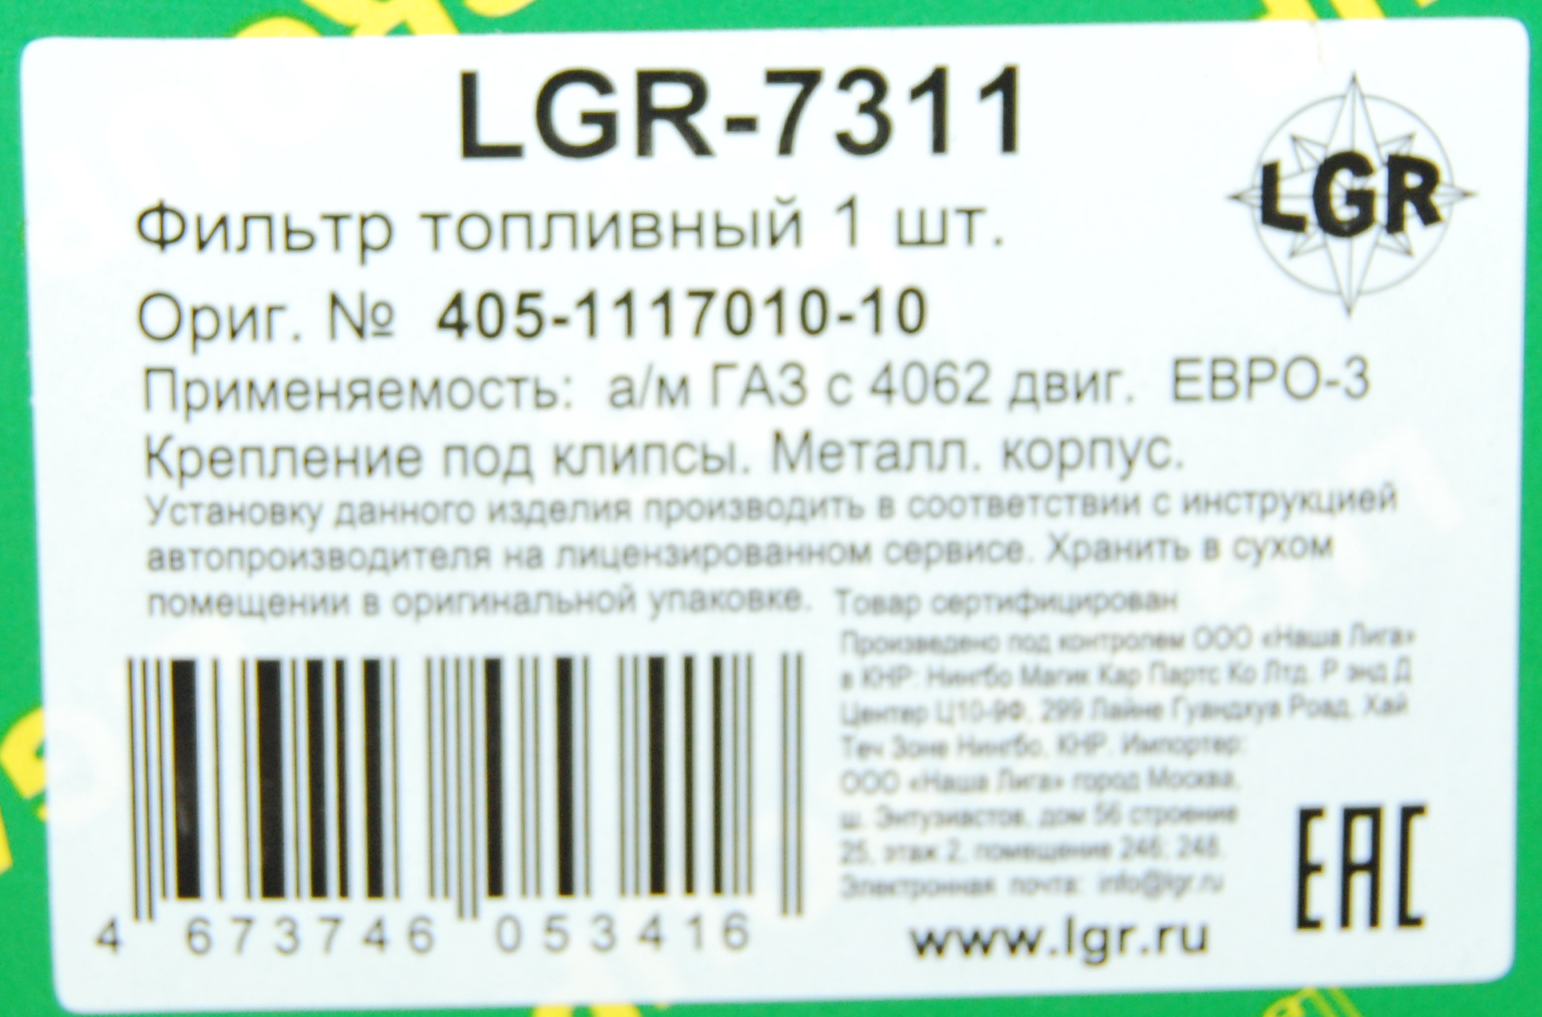 LGR-7311
LGR
Фильтр топливный 1 шт.
Ориг. № 405-1117010-10
Применяемость: а/м ГАЗ с 4062 двиг. ЕВРО-3
Крепление под клипсы. Металл. корпус.
Установку данного изделия производить в соответствии с инструкцией
автопроизводителя на лицензированном сервисе. Хранить в сухом
помещении в оригинальной упаковке.
Товар сертифицирован
Произведено под контролем ООО «Наша Лига»
в КНР: Нингбо Магик Кар Партс Ко Лтд. Р энд Д
Центер Ц10-9Ф, 299 Лайне Гуандхуа Роад, Хай
Теч Зоне Нингбо, КНР. Импортер:
ООО «Наша Лига» город Москва,
ш. Энтузиастов, дом 56 строение
25, этаж 2, помещение 246; 248.
Электронная почта: info@lgr.ru
www.lgr.ru
EAC
4 673746 053416